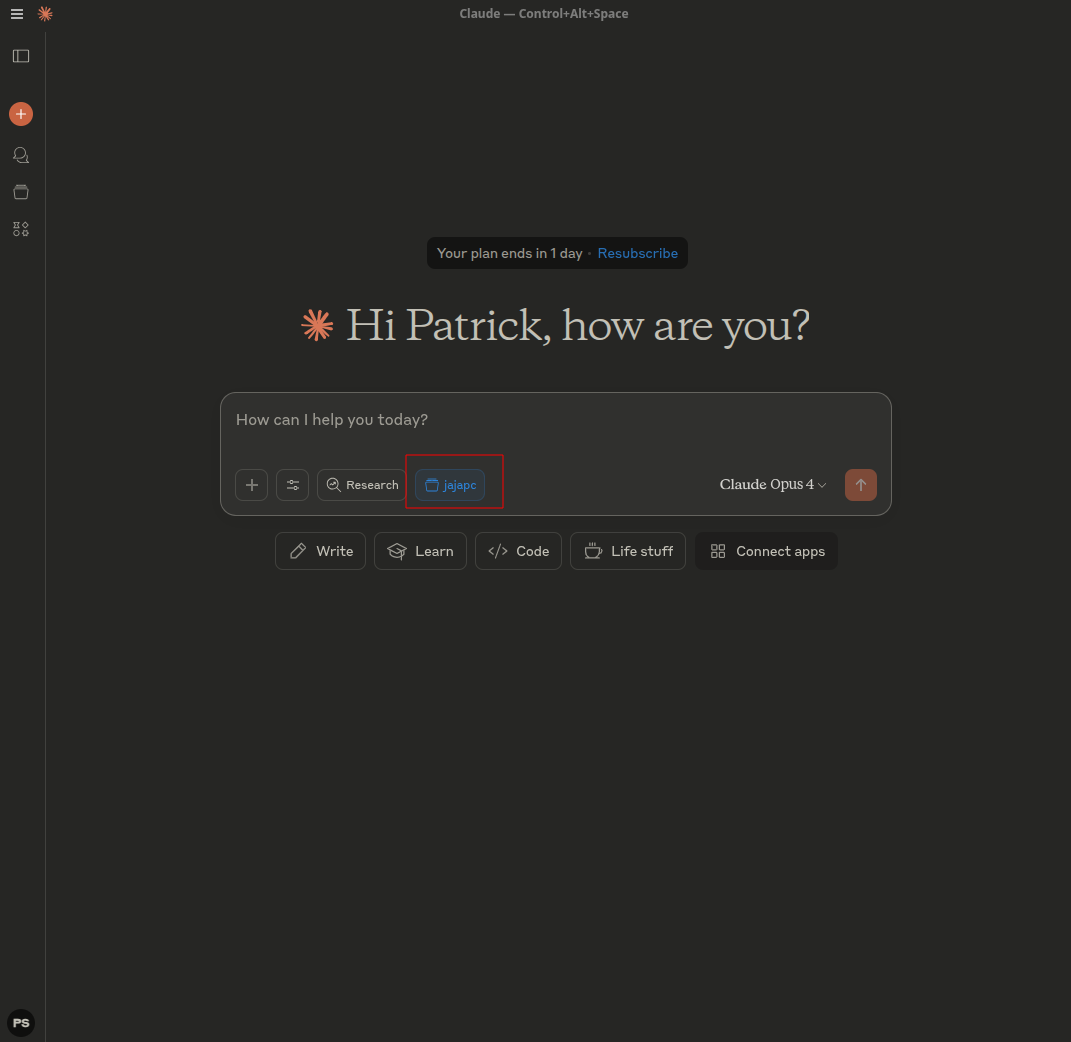 Claude — Control+Alt+Space
Your plan ends in 1 day · Resubscribe
Hi Patrick, how are you?
How can I help you today?
Research
jajapc
Claude Opus 4
Write
Learn
Code
Life stuff
Connect apps
PS